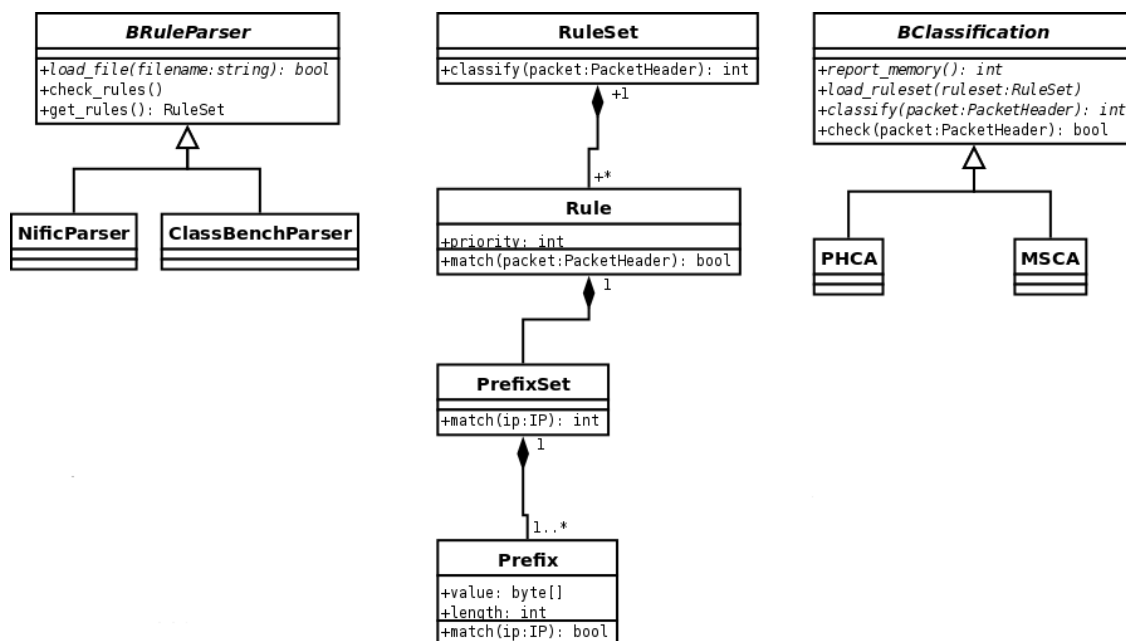 BRuleParser
+load_file(filename:string): bool
+check_rules()
+get_rules(): RuleSet
NificParser
ClassBenchParser
RuleSet
+classify(packet:PacketHeader): int
+1
+*
Rule
+priority: int
+match(packet:PacketHeader): bool
1
PrefixSet
+match(ip:IP): int
1
1..*
Prefix
+value: byte[]
+length: int
+match(ip:IP): bool
BClassification
+report_memory(): int
+load_ruleset(ruleset:RuleSet)
+classify(packet:PacketHeader): int
+check(packet:PacketHeader): bool
PHCA
MSCA